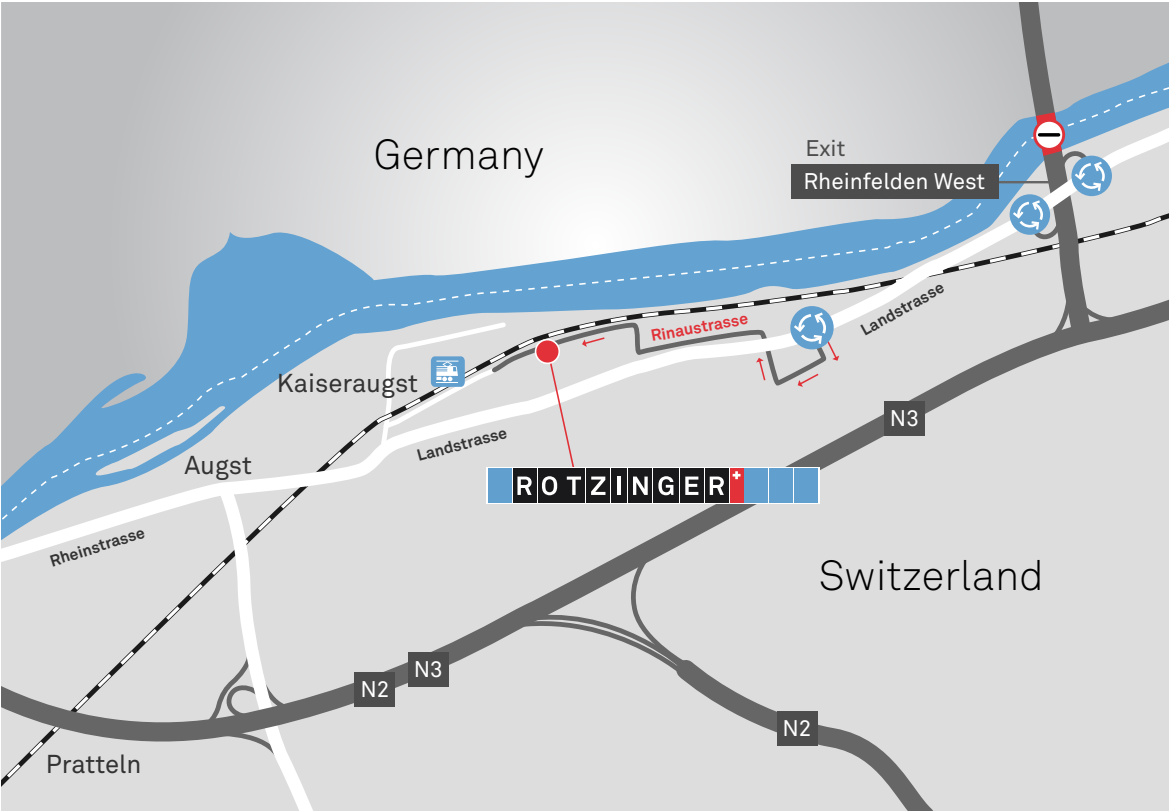 Germany
Exit
Rheinfelden West
Rinaustrasse
Landstrasse
Kaiseraugst
N3
Landstrasse
Augst
ROTZINGER
Rheinstrasse
Switzerland
N3
N2
N2
Pratteln